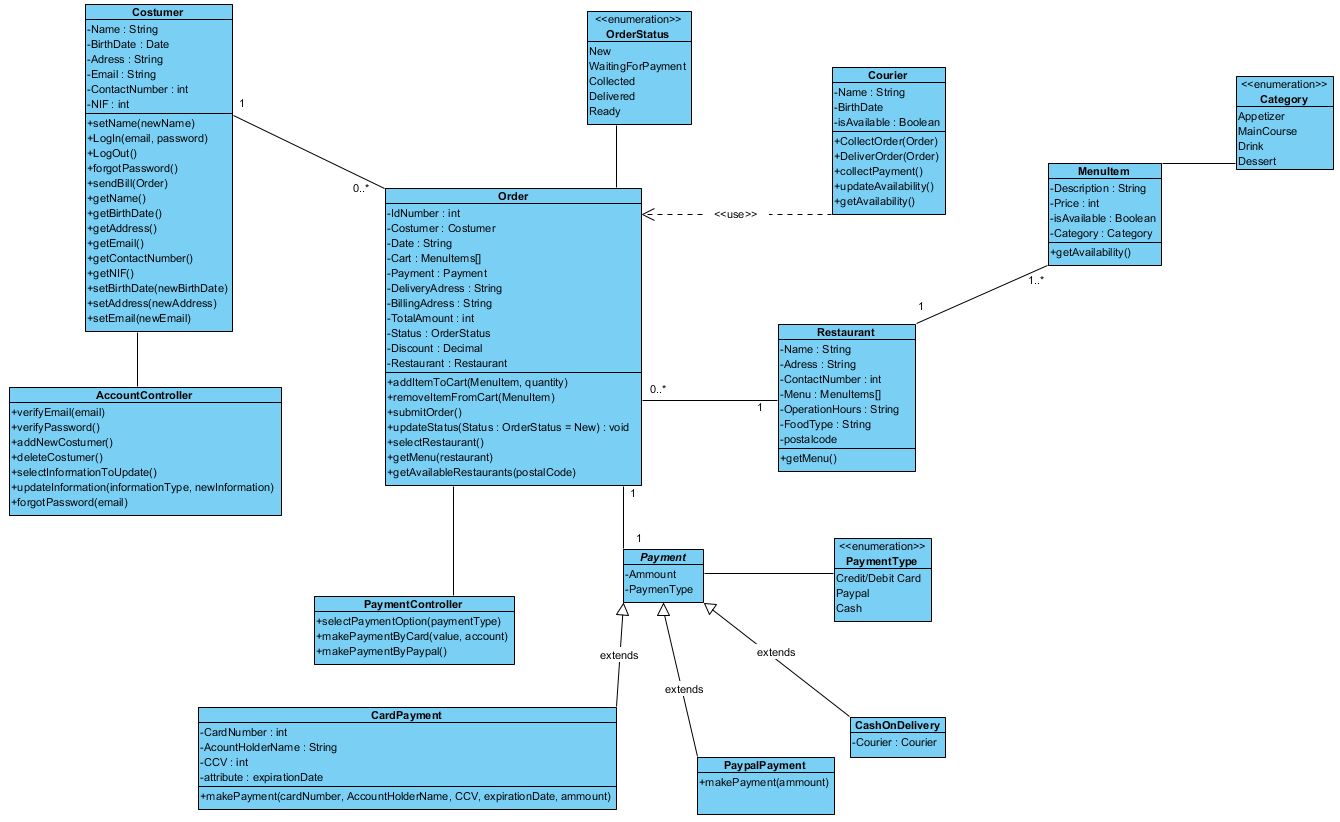 Costumer
-Name : String
-BirthDate : Date
-Adress : String
-Email : String
-ContactNumber : int
-NIF : int
+setName(newName)
+LogIn(email, password)
+LogOut()
+forgotPassword()
+sendBill(Order)
+getName()
+getBirthDate()
+getAddress()
+getEmail()
+getContactNumber()
+getNIF()
+setBirthDate(newBirthDate)
+setAddress(newAddress)
+setEmail(newEmail)
1
0..*
<<enumeration>>
OrderStatus
New
WaitingForPayment
Collected
Delivered
Ready
Courier
-Name : String
-BirthDate
-isAvailable : Boolean
+CollectOrder(Order)
+DeliverOrder(Order)
+collectPayment()
+updateAvailability()
+getAvailability()
<<use>>
<<enumeration>>
Category
Appetizer
MainCourse
Drink
Dessert
MenuItem
-Description : String
-Price : int
-isAvailable : Boolean
-Category : Category
+getAvailability()
1..*
1
Order
-IdNumber : int
-Costumer : Costumer
-Date : String
-Cart : MenuItems[]
-Payment : Payment
-DeliveryAdress : String
-BillingAdress : String
-TotalAmount : int
-Status : OrderStatus
-Discount : Decimal
-Restaurant : Restaurant
+addItemToCart(MenuItem, quantity)
+removeItemFromCart(MenuItem)
+submitOrder()
+updateStatus(Status : OrderStatus = New) : void
+selectRestaurant()
+getMenu(restaurant)
+getAvailableRestaurants(postalCode)
0..*
1
Restaurant
-Name : String
-Adress : String
-ContactNumber : int
-Menu : MenuItems[]
-OperationHours : String
-FoodType : String
-postalcode
+getMenu()
AccountController
+verifyEmail(email)
+verifyPassword()
+addNewCostumer()
+deleteCostumer()
+selectInformationToUpdate()
+updateInformation(informationType, newInformation)
+forgotPassword(email)
1
1
Payment
-Ammount
-PaymenType
<<enumeration>>
PaymentType
Credit/Debit Card
Paypal
Cash
PaymentController
+selectPaymentOption(paymentType)
+makePaymentByCard(value, account)
+makePaymentByPaypal()
extends
extends
extends
CardPayment
-CardNumber : int
-AcountHolderName : String
-CCV : int
-attribute : expirationDate
+makePayment(cardNumber, AccountHolderName, CCV, expirationDate, ammount)
CashOnDelivery
-Courier : Courier
PaypalPayment
+makePayment(ammount)